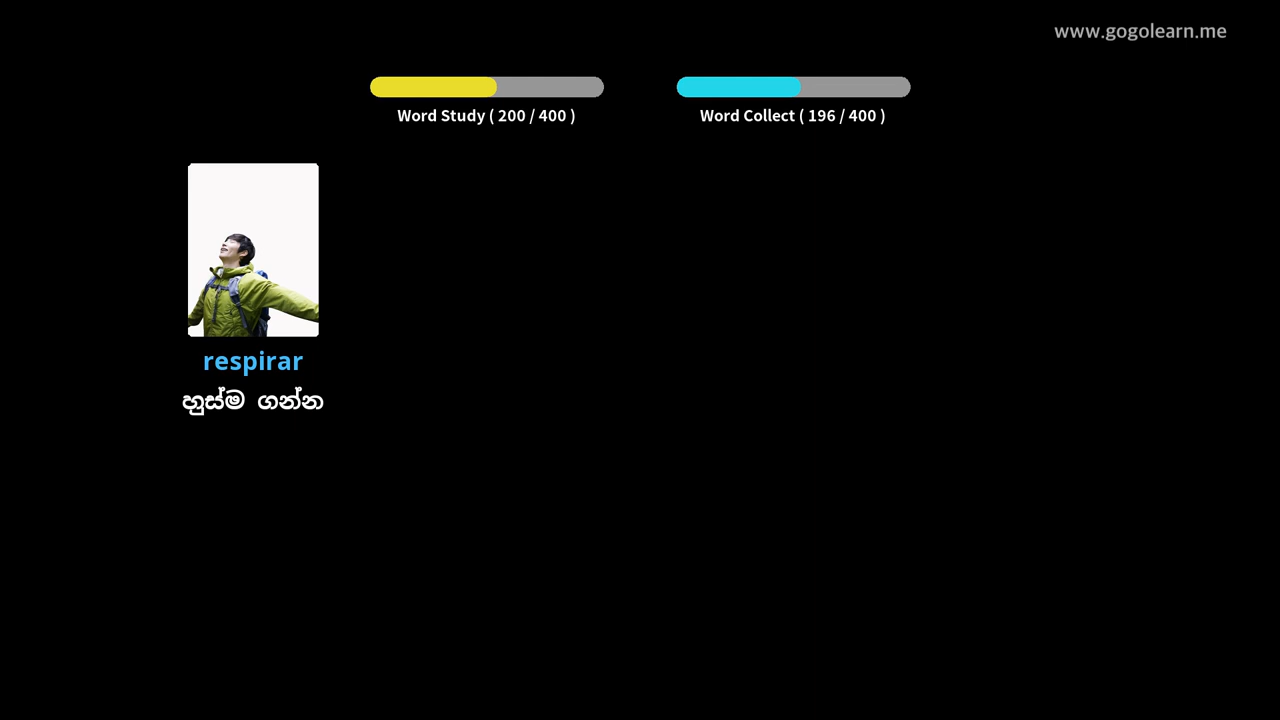 www.gogolearn.me
Word Study ( 200 / 400 )
Word Collect ( 196 / 400 )
respirar
හුස්ම ගන්න